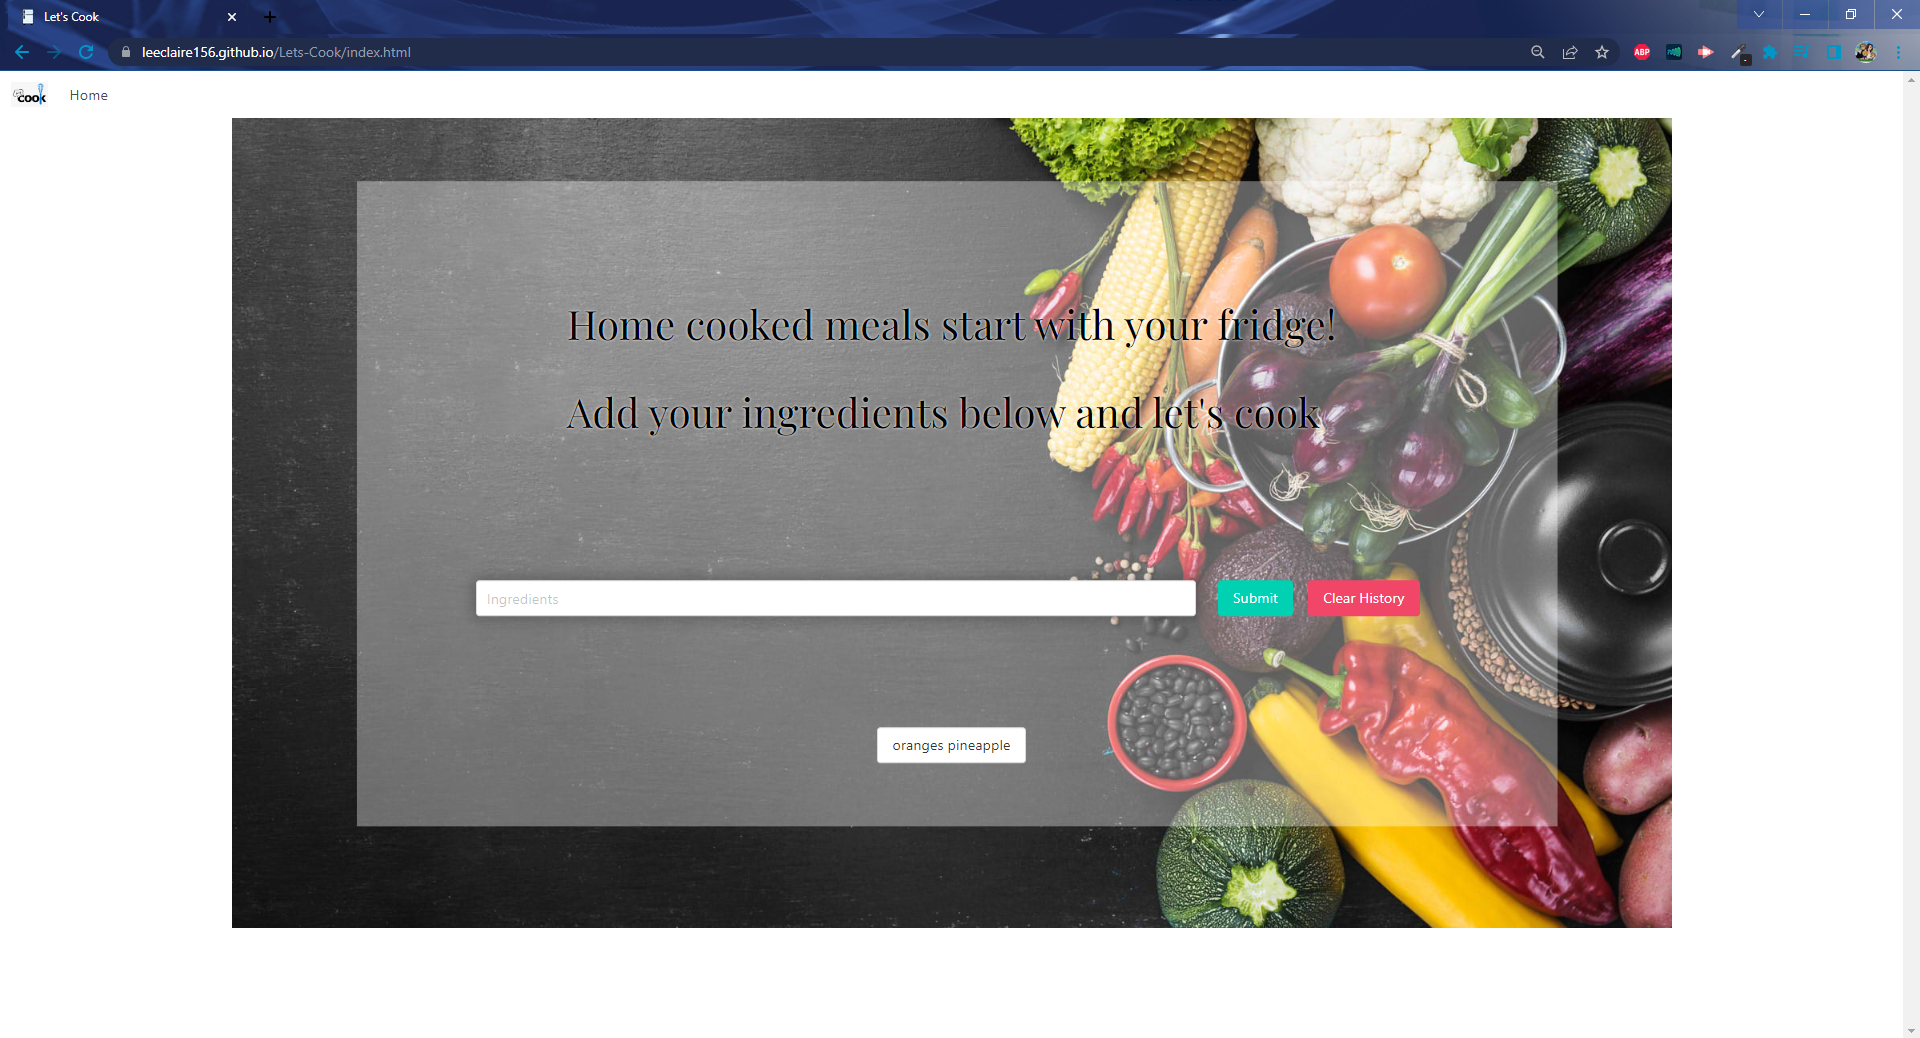 Let's Cook
leeclaire156.github.io/Lets-Cook/index.html
ABP
cook
Home
Home cooked meals start with your fridge!
Add your ingredients below and let's cook
Ingredients
Submit
Clear History
oranges pineapple